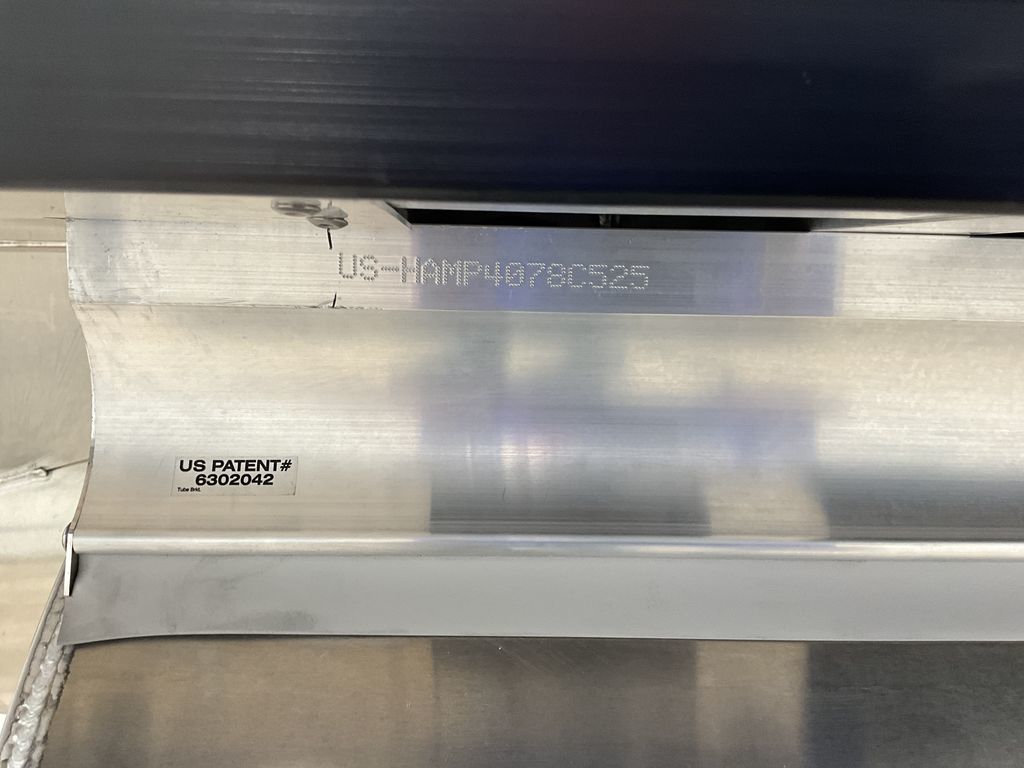 US-HAMP4078C525
US PATENT#
6302042
Tube Brkt.